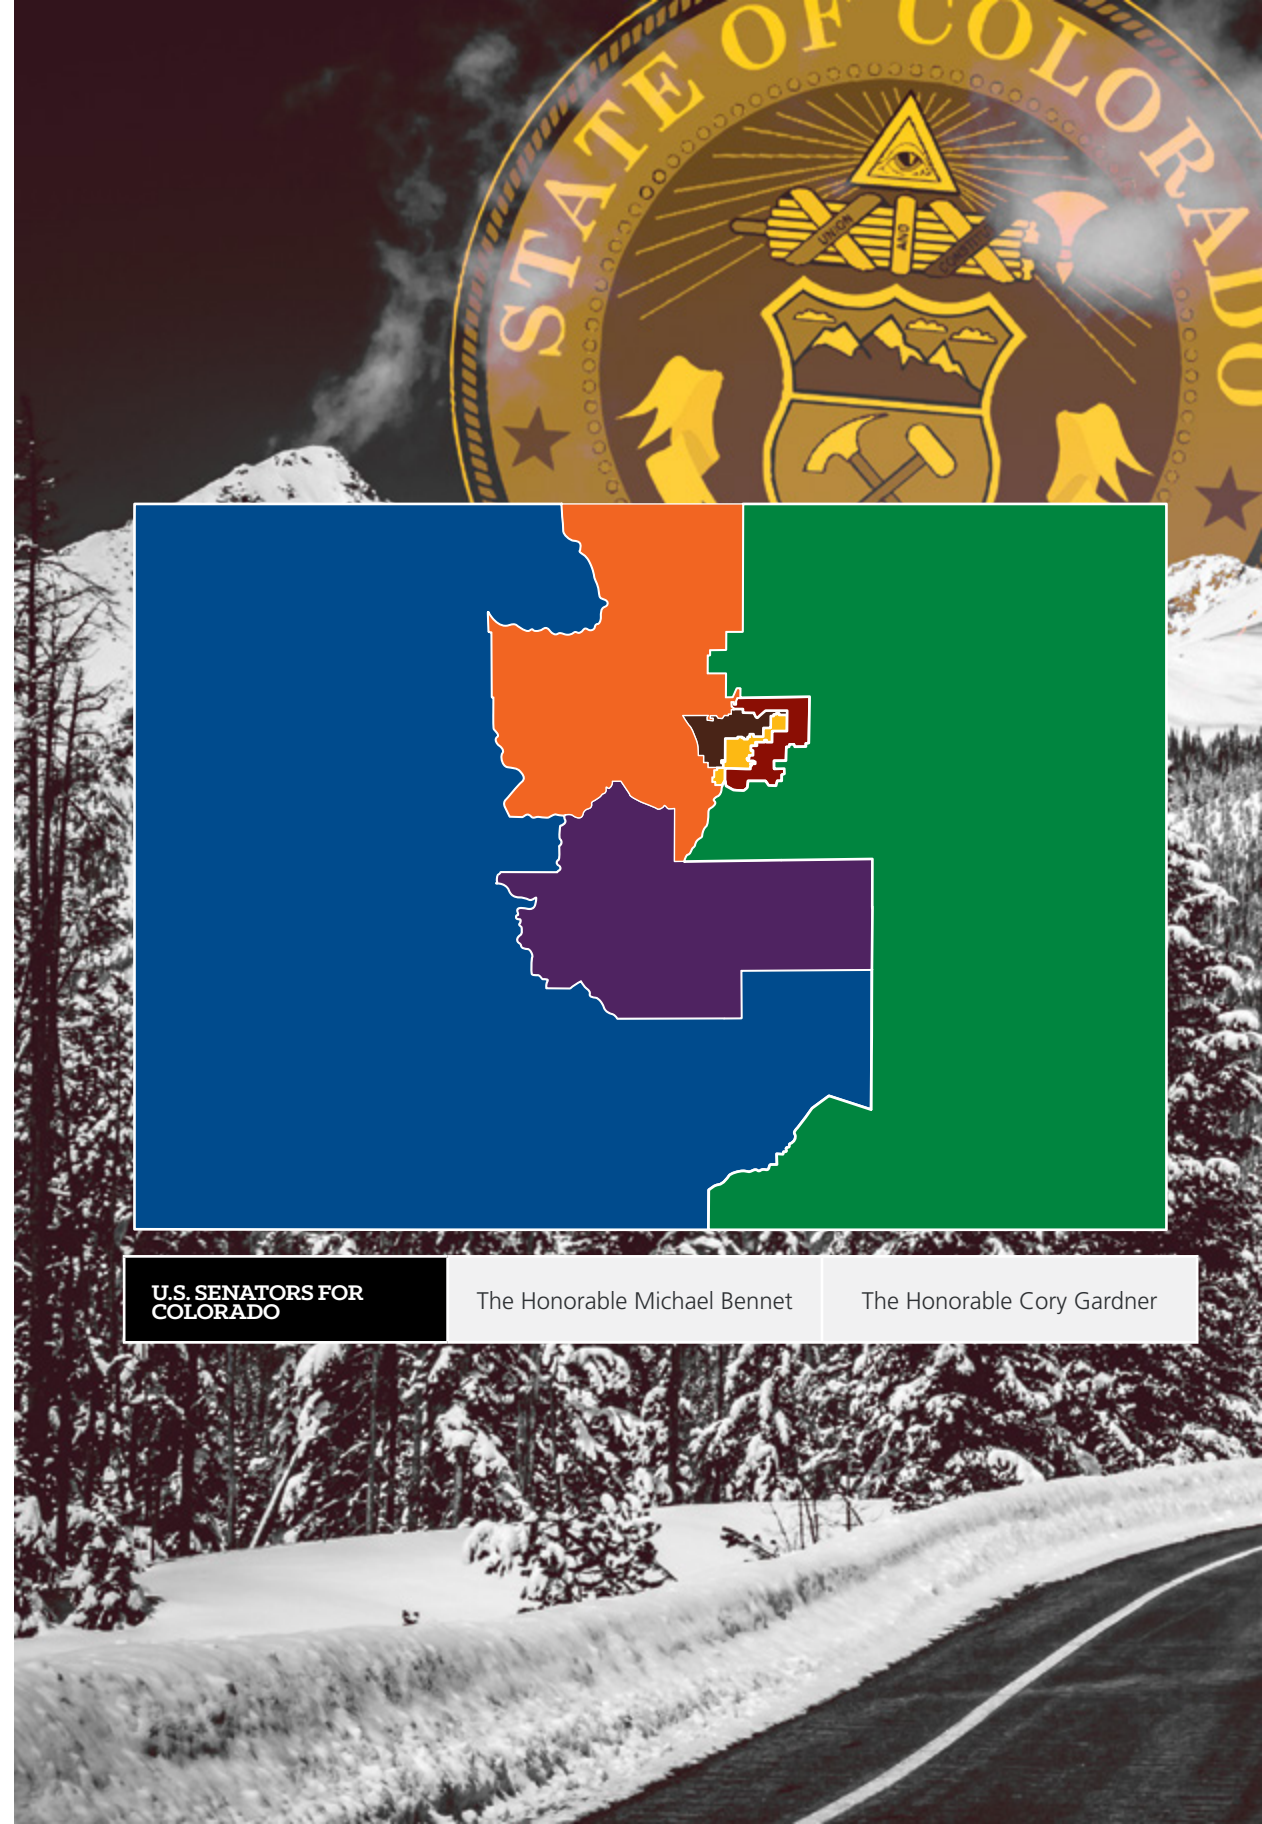 STATE OF COLORADO
UNION
AND
CONSTITUTION
U.S. SENATORS FOR
COLORADO
The Honorable Michael Bennet
The Honorable Cory Gardner